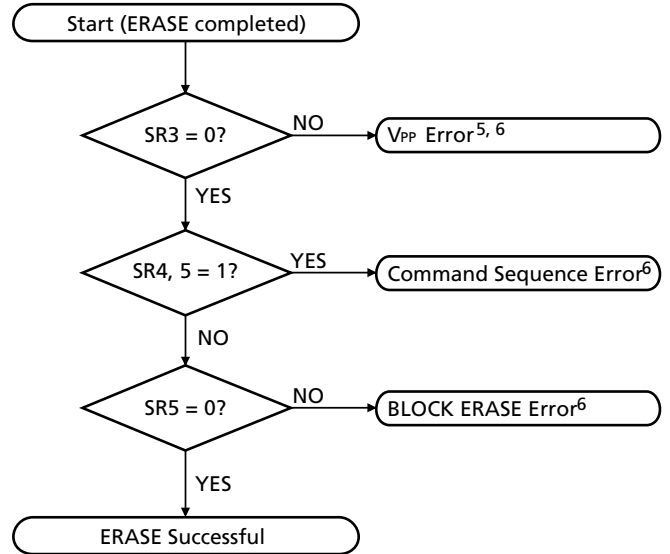 Start (ERASE completed)
SR3 = 0?
NO
VPP Error5, 6
YES
SR4, 5 = 1?
YES
Command Sequence Error6
NO
SR5 = 0?
NO
BLOCK ERASE Error6
YES
ERASE Successful